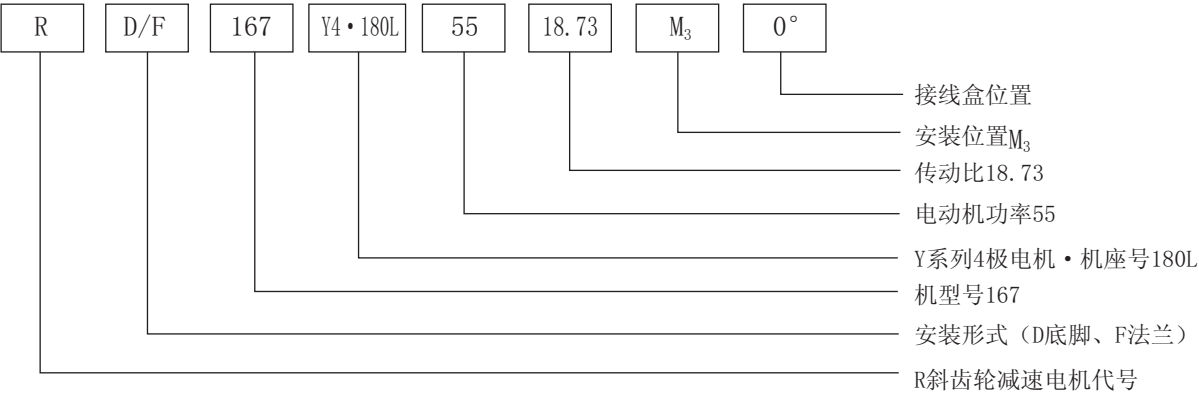 R D/F 167 Y4·180L 55 18.73 M₃ 0°
接线盒位置
安装位置M₃
传动比18.73
电动机功率55
Y系列4极电机·机座号180L
机型号167
安装形式（D底脚、F法兰）
R斜齿轮减速电机代号